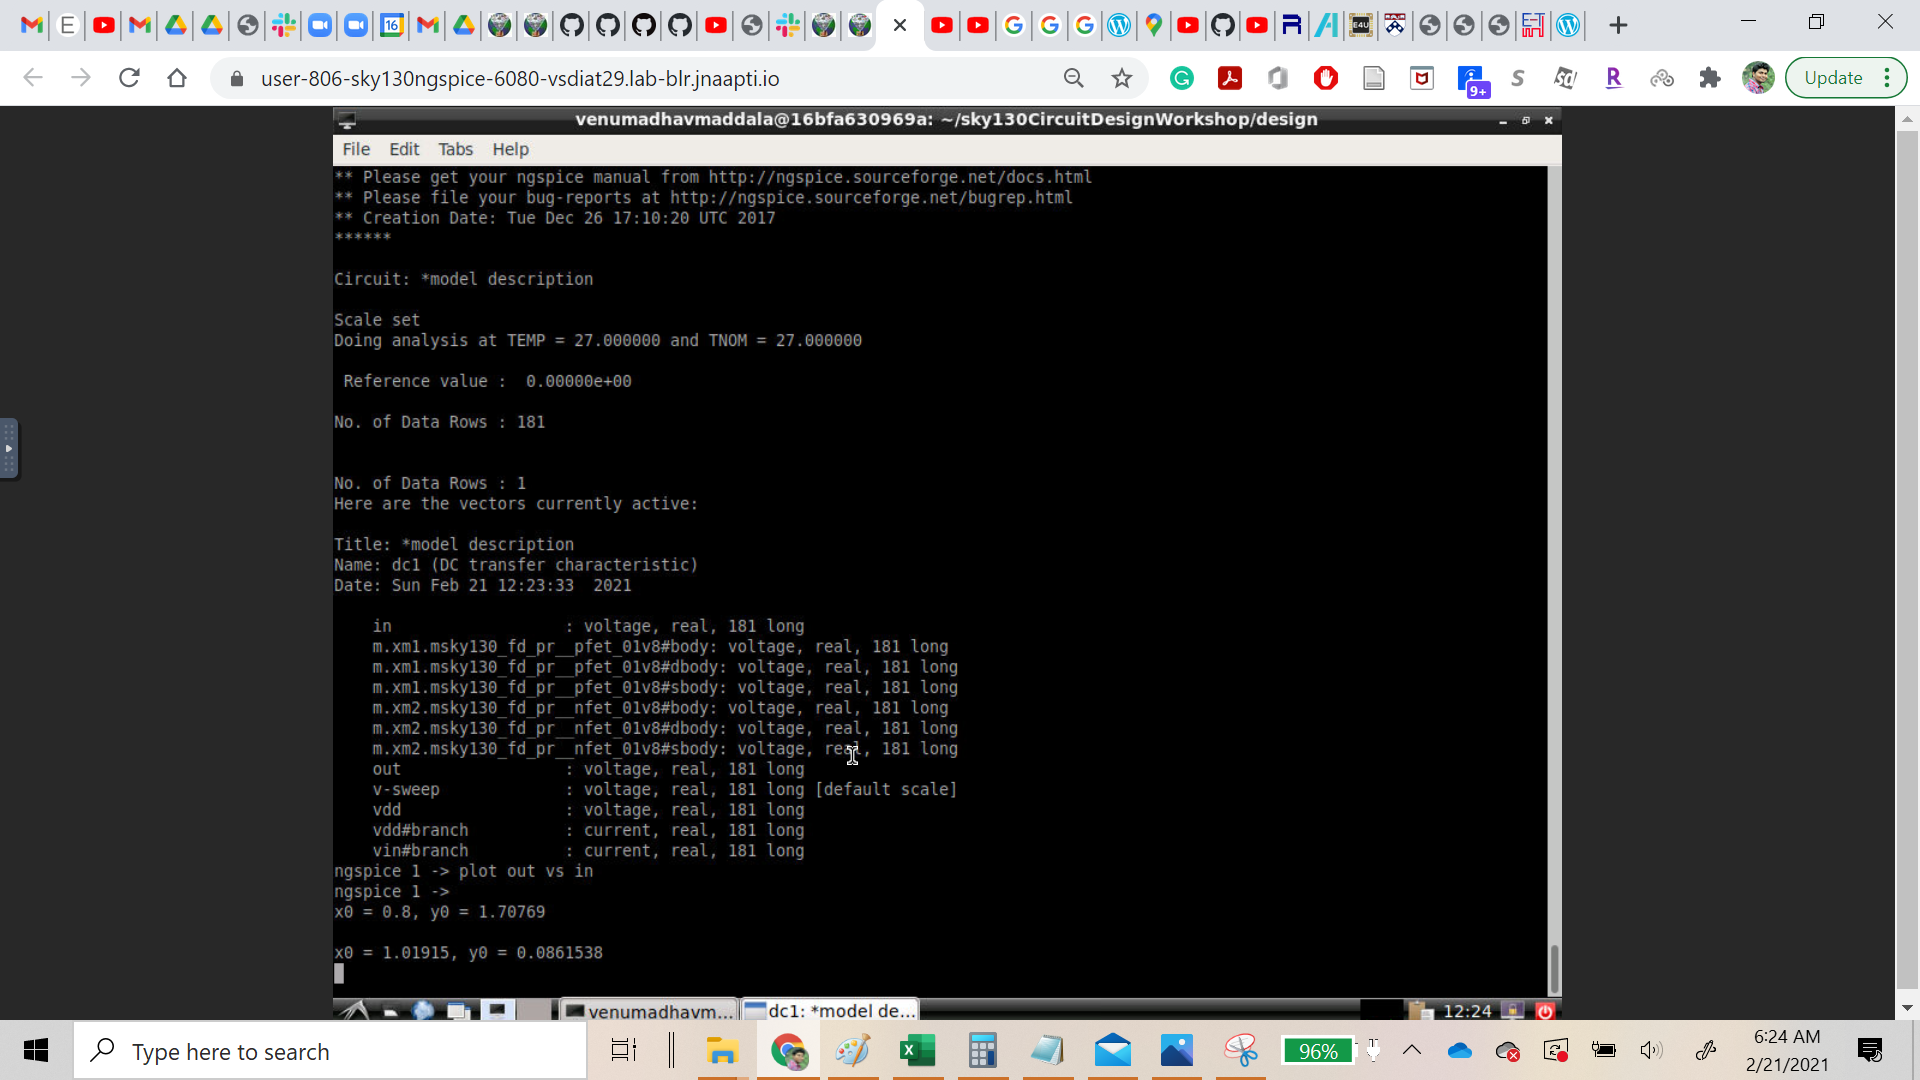 user-806-sky130ngspice-6080-vsdiat29.lab-blr.jnaapti.io
Update
9+
16
E4U
venumadhavmaddala@16bfa630969a: ~/sky130CircuitDesignWorkshop/design
File Edit Tabs Help
** Please get your ngspice manual from http://ngspice.sourceforge.net/docs.html
** Please file your bug-reports at http://ngspice.sourceforge.net/bugrep.html
** Creation Date: Tue Dec 26 17:10:20 UTC 2017
******
Circuit: *model description
Scale set
Doing analysis at TEMP = 27.000000 and TNOM = 27.000000
Reference value :  0.00000e+00
No. of Data Rows : 181
No. of Data Rows : 1
Here are the vectors currently active:
Title: *model description
Name: dc1 (DC transfer characteristic)
Date: Sun Feb 21 12:23:33  2021
in                  : voltage, real, 181 long
m.xm1.msky130_fd_pr__pfet_01v8#body: voltage, real, 181 long
m.xm1.msky130_fd_pr__pfet_01v8#dbody: voltage, real, 181 long
m.xm1.msky130_fd_pr__pfet_01v8#sbody: voltage, real, 181 long
m.xm2.msky130_fd_pr__nfet_01v8#body: voltage, real, 181 long
m.xm2.msky130_fd_pr__nfet_01v8#dbody: voltage, real, 181 long
m.xm2.msky130_fd_pr__nfet_01v8#sbody: voltage, real, 181 long
out                 : voltage, real, 181 long
v-sweep             : voltage, real, 181 long [default scale]
vdd                 : voltage, real, 181 long
vdd#branch          : current, real, 181 long
vin#branch          : current, real, 181 long
ngspice 1 -> plot out vs in
ngspice 1 ->
x0 = 0.8, y0 = 1.70769
x0 = 1.01915, y0 = 0.0861538
venumadhavm... dc1: *model de... 12:24
Type here to search
96%
6:24 AM
2/21/2021